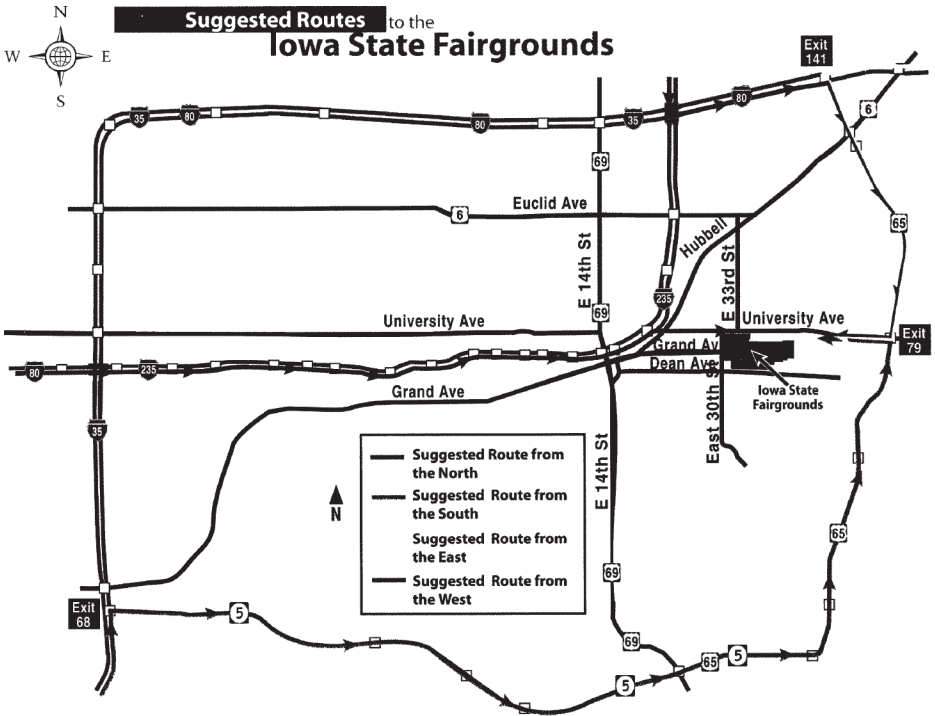 N
Suggested Routes to the
Iowa State Fairgrounds
W E
S
Exit
141
35
80
80
35
80
6
69
Euclid Ave
6
Hubbell
65
E 14th St
E 33rd St
235
69
University Ave
University Ave
Exit
79
Grand Av
Dean Ave
80
235
Grand Ave
Iowa State
Fairgrounds
East 30th S
35
E 14th St
Suggested Route from
the North
Suggested Route from
the South
Suggested Route from
the East
Suggested Route from
the West
N
65
69
Exit
68
5
69
65
5
5